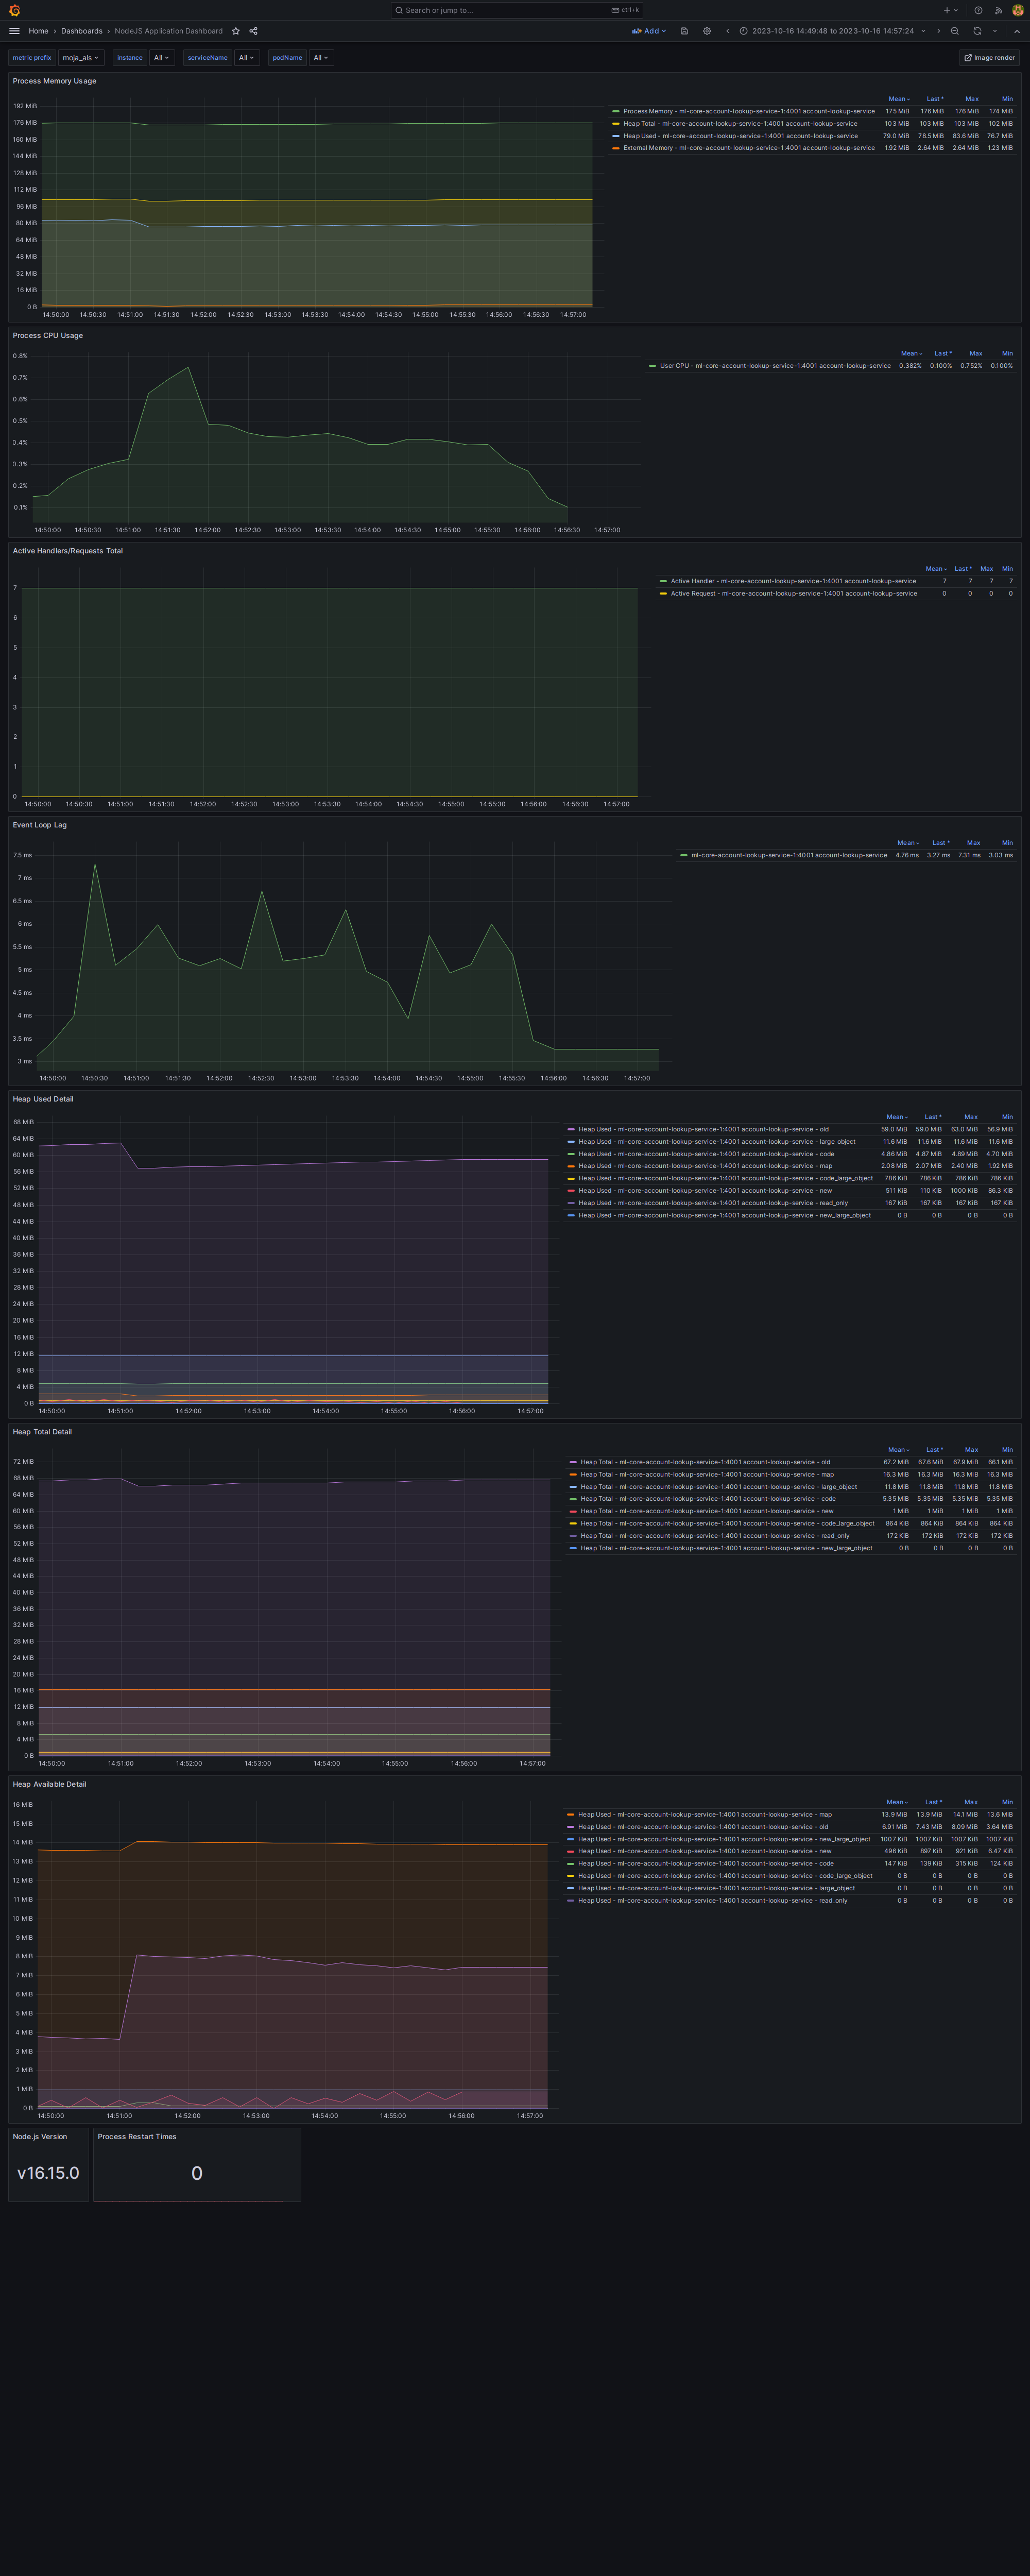 Search or jump to... ctrl+k
Home › Dashboards › NodeJS Application Dashboard Add 2023-10-16 14:49:48 to 2023-10-16 14:57:24
metric prefix moja_als instance All serviceName All podName All Image render
Process Memory Usage
Mean Last * Max Min
192 MiB
176 MiB
160 MiB
144 MiB
128 MiB
112 MiB
96 MiB
80 MiB
64 MiB
48 MiB
32 MiB
16 MiB
0 B
14:50:00 14:50:30 14:51:00 14:51:30 14:52:00 14:52:30 14:53:00 14:53:30 14:54:00 14:54:30 14:55:00 14:55:30 14:56:00 14:56:30 14:57:00
Process Memory - ml-core-account-lookup-service-1:4001 account-lookup-service 175 MiB 176 MiB 176 MiB 174 MiB
Heap Total - ml-core-account-lookup-service-1:4001 account-lookup-service 103 MiB 103 MiB 103 MiB 102 MiB
Heap Used - ml-core-account-lookup-service-1:4001 account-lookup-service 79.0 MiB 78.5 MiB 83.6 MiB 76.7 MiB
External Memory - ml-core-account-lookup-service-1:4001 account-lookup-service 1.92 MiB 2.64 MiB 2.64 MiB 1.23 MiB
Process CPU Usage
0.8%
0.7%
0.6%
0.5%
0.4%
0.3%
0.2%
0.1%
14:50:00 14:50:30 14:51:00 14:51:30 14:52:00 14:52:30 14:53:00 14:53:30 14:54:00 14:54:30 14:55:00 14:55:30 14:56:00 14:56:30 14:57:00
Mean Last * Max Min
User CPU - ml-core-account-lookup-service-1:4001 account-lookup-service 0.382% 0.100% 0.752% 0.100%
Active Handlers/Requests Total
7
6
5
4
3
2
1
0
14:50:00 14:50:30 14:51:00 14:51:30 14:52:00 14:52:30 14:53:00 14:53:30 14:54:00 14:54:30 14:55:00 14:55:30 14:56:00 14:56:30 14:57:00
Mean Last * Max Min
Active Handler - ml-core-account-lookup-service-1:4001 account-lookup-service 7 7 7 7
Active Request - ml-core-account-lookup-service-1:4001 account-lookup-service 0 0 0 0
Event Loop Lag
7.5 ms
7 ms
6.5 ms
6 ms
5.5 ms
5 ms
4.5 ms
4 ms
3.5 ms
3 ms
14:50:00 14:50:30 14:51:00 14:51:30 14:52:00 14:52:30 14:53:00 14:53:30 14:54:00 14:54:30 14:55:00 14:55:30 14:56:00 14:56:30 14:57:00
Mean Last * Max Min
ml-core-account-lookup-service-1:4001 account-lookup-service 4.76 ms 3.27 ms 7.31 ms 3.03 ms
Heap Used Detail
68 MiB
64 MiB
60 MiB
56 MiB
52 MiB
48 MiB
44 MiB
40 MiB
36 MiB
32 MiB
28 MiB
24 MiB
20 MiB
16 MiB
12 MiB
8 MiB
4 MiB
0 B
14:50:00 14:51:00 14:52:00 14:53:00 14:54:00 14:55:00 14:56:00 14:57:00
Mean Last * Max Min
Heap Used - ml-core-account-lookup-service-1:4001 account-lookup-service - old 59.0 MiB 59.0 MiB 63.0 MiB 56.9 MiB
Heap Used - ml-core-account-lookup-service-1:4001 account-lookup-service - large_object 11.6 MiB 11.6 MiB 11.6 MiB 11.6 MiB
Heap Used - ml-core-account-lookup-service-1:4001 account-lookup-service - code 4.86 MiB 4.87 MiB 4.89 MiB 4.70 MiB
Heap Used - ml-core-account-lookup-service-1:4001 account-lookup-service - map 2.08 MiB 2.07 MiB 2.40 MiB 1.92 MiB
Heap Used - ml-core-account-lookup-service-1:4001 account-lookup-service - code_large_object 786 KiB 786 KiB 786 KiB 786 KiB
Heap Used - ml-core-account-lookup-service-1:4001 account-lookup-service - new 511 KiB 110 KiB 1000 KiB 86.3 KiB
Heap Used - ml-core-account-lookup-service-1:4001 account-lookup-service - read_only 167 KiB 167 KiB 167 KiB 167 KiB
Heap Used - ml-core-account-lookup-service-1:4001 account-lookup-service - new_large_object 0 B 0 B 0 B 0 B
Heap Total Detail
72 MiB
68 MiB
64 MiB
60 MiB
56 MiB
52 MiB
48 MiB
44 MiB
40 MiB
36 MiB
32 MiB
28 MiB
24 MiB
20 MiB
16 MiB
12 MiB
8 MiB
4 MiB
0 B
14:50:00 14:51:00 14:52:00 14:53:00 14:54:00 14:55:00 14:56:00 14:57:00
Mean Last * Max Min
Heap Total - ml-core-account-lookup-service-1:4001 account-lookup-service - old 67.2 MiB 67.6 MiB 67.9 MiB 66.1 MiB
Heap Total - ml-core-account-lookup-service-1:4001 account-lookup-service - map 16.3 MiB 16.3 MiB 16.3 MiB 16.3 MiB
Heap Total - ml-core-account-lookup-service-1:4001 account-lookup-service - large_object 11.8 MiB 11.8 MiB 11.8 MiB 11.8 MiB
Heap Total - ml-core-account-lookup-service-1:4001 account-lookup-service - code 5.35 MiB 5.35 MiB 5.35 MiB 5.35 MiB
Heap Total - ml-core-account-lookup-service-1:4001 account-lookup-service - new 1 MiB 1 MiB 1 MiB 1 MiB
Heap Total - ml-core-account-lookup-service-1:4001 account-lookup-service - code_large_object 864 KiB 864 KiB 864 KiB 864 KiB
Heap Total - ml-core-account-lookup-service-1:4001 account-lookup-service - read_only 172 KiB 172 KiB 172 KiB 172 KiB
Heap Total - ml-core-account-lookup-service-1:4001 account-lookup-service - new_large_object 0 B 0 B 0 B 0 B
Heap Available Detail
16 MiB
15 MiB
14 MiB
13 MiB
12 MiB
11 MiB
10 MiB
9 MiB
8 MiB
7 MiB
6 MiB
5 MiB
4 MiB
3 MiB
2 MiB
1 MiB
0 B
14:50:00 14:51:00 14:52:00 14:53:00 14:54:00 14:55:00 14:56:00 14:57:00
Mean Last * Max Min
Heap Used - ml-core-account-lookup-service-1:4001 account-lookup-service - map 13.9 MiB 13.9 MiB 14.1 MiB 13.6 MiB
Heap Used - ml-core-account-lookup-service-1:4001 account-lookup-service - old 6.91 MiB 7.43 MiB 8.09 MiB 3.64 MiB
Heap Used - ml-core-account-lookup-service-1:4001 account-lookup-service - new_large_object 1007 KiB 1007 KiB 1007 KiB 1007 KiB
Heap Used - ml-core-account-lookup-service-1:4001 account-lookup-service - new 496 KiB 897 KiB 921 KiB 6.47 KiB
Heap Used - ml-core-account-lookup-service-1:4001 account-lookup-service - code 147 KiB 139 KiB 315 KiB 124 KiB
Heap Used - ml-core-account-lookup-service-1:4001 account-lookup-service - code_large_object 0 B 0 B 0 B 0 B
Heap Used - ml-core-account-lookup-service-1:4001 account-lookup-service - large_object 0 B 0 B 0 B 0 B
Heap Used - ml-core-account-lookup-service-1:4001 account-lookup-service - read_only 0 B 0 B 0 B 0 B
Node.js Version
v16.15.0
Process Restart Times
0